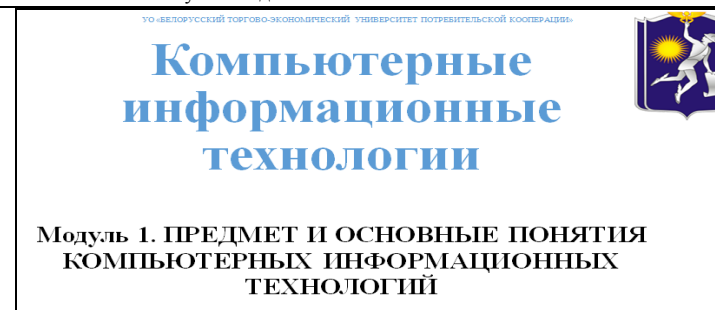 УО «БЕЛОРУССКИЙ ТОРГОВО-ЭКОНОМИЧЕСКИЙ УНИВЕРСИТЕТ ПОТРЕБИТЕЛЬСКОЙ КООПЕРАЦИИ»
Компьютерные
информационные
технологии
Модуль 1. ПРЕДМЕТ И ОСНОВНЫЕ ПОНЯТИЯ
КОМПЬЮТЕРНЫХ ИНФОРМАЦИОННЫХ
ТЕХНОЛОГИЙ